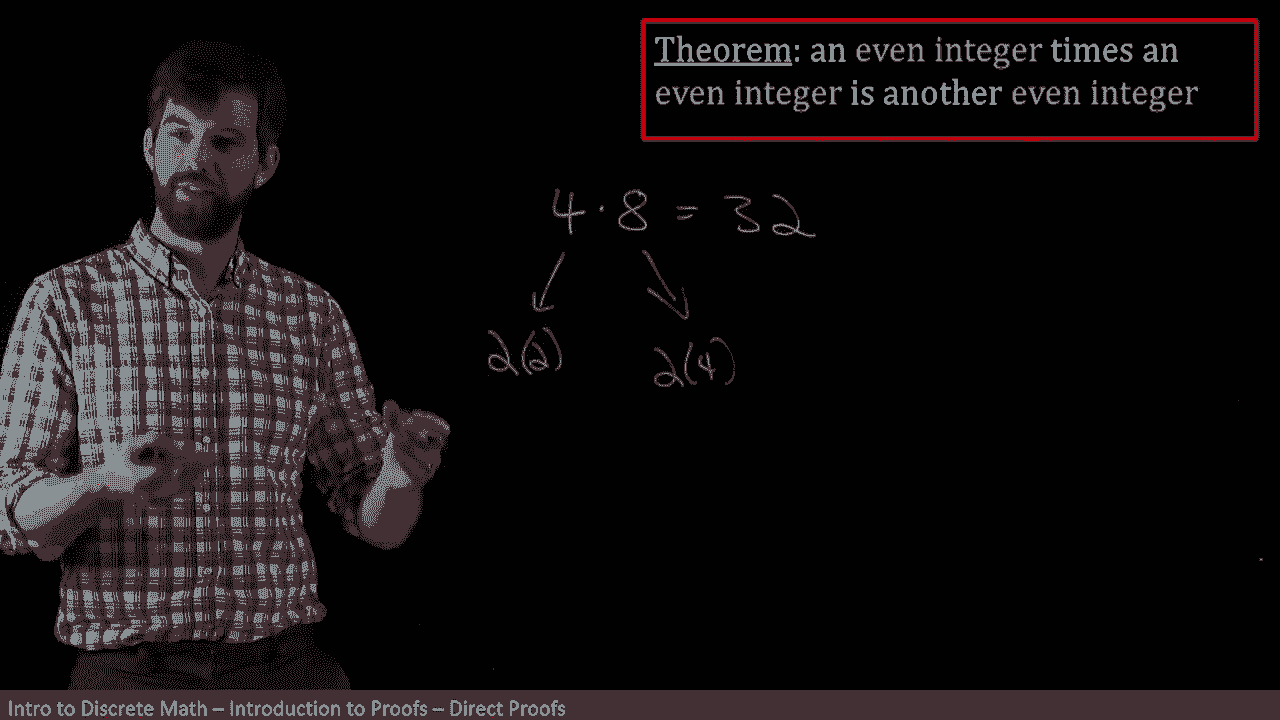 Theorem: an even integer times an
even integer is another even integer
4 · 8 = 32
2(2) 2(4)
Intro to Discrete Math – Introduction to Proofs – Direct Proofs